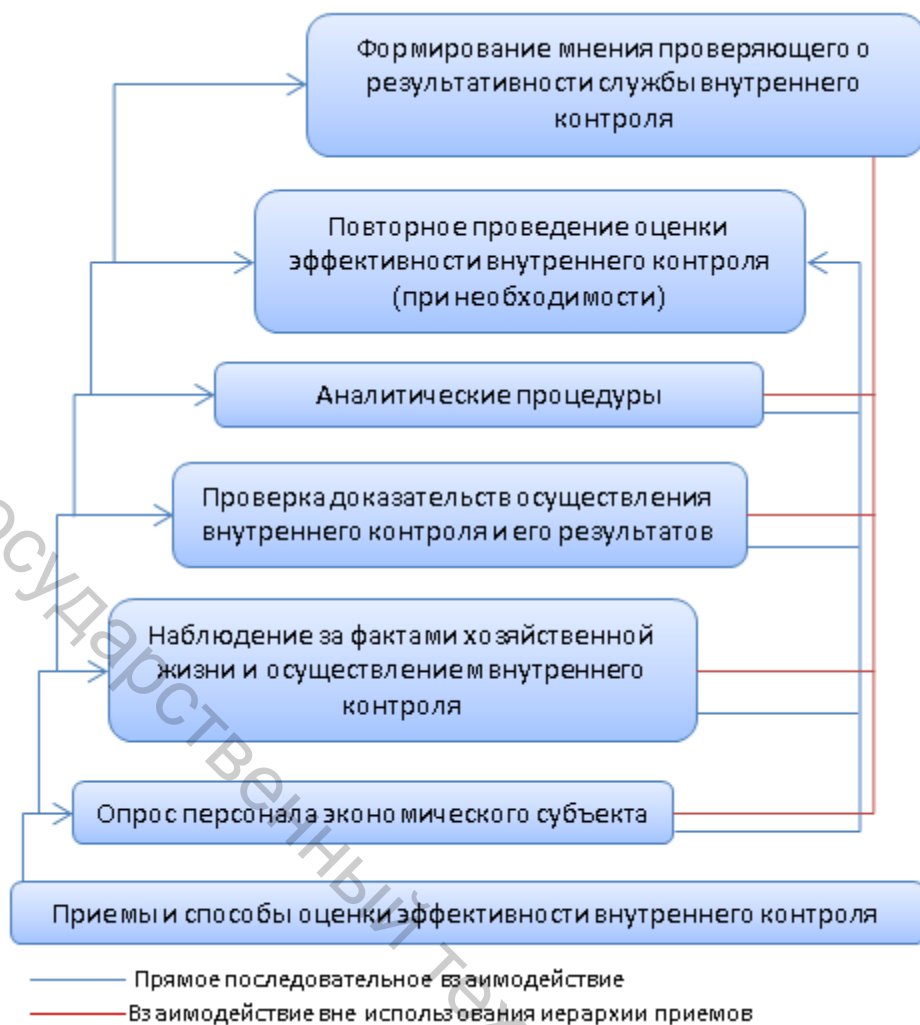 Формирование мнения проверяющего о
результативности службы внутреннего
контроля
Повторное проведение оценки
эффективности внутреннего контроля
(при необходимости)
Аналитические процедуры
Проверка доказательств осуществления
внутреннего контроля и его результатов
Наблюдение за фактами хозяйственной
жизни и осуществлением внутреннего
контроля
Опрос персонала экономического субъекта
Приемы и способы оценки эффективности внутреннего контроля
Прямое последовательное взаимодействие
Взаимодействие вне использования иерархии приемов
осударственный тех